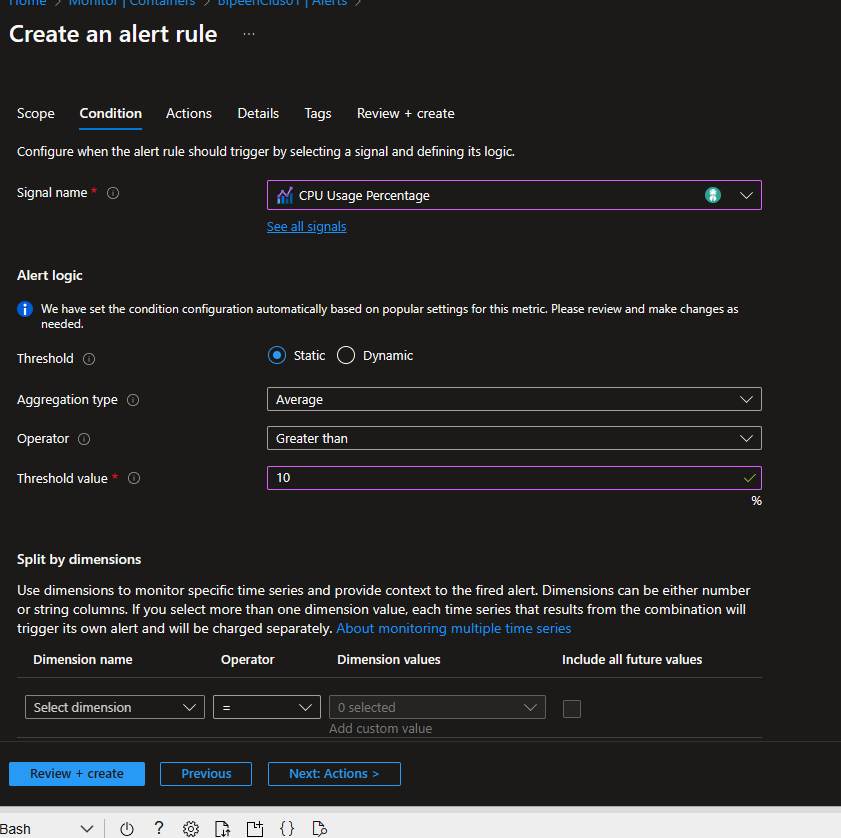 Home > Monitor | Containers > BipeenClus01 | Alerts >
Create an alert rule ...
Scope Condition Actions Details Tags Review + create
Configure when the alert rule should trigger by selecting a signal and defining its logic.
Signal name *
CPU Usage Percentage
See all signals
Alert logic
We have set the condition configuration automatically based on popular settings for this metric. Please review and make changes as
needed.
Threshold
Static Dynamic
Aggregation type
Average
Operator
Greater than
Threshold value *
10
%
Split by dimensions
Use dimensions to monitor specific time series and provide context to the fired alert. Dimensions can be either number
or string columns. If you select more than one dimension value, each time series that results from the combination will
trigger its own alert and will be charged separately. About monitoring multiple time series
Dimension name Operator Dimension values Include all future values
Select dimension = 0 selected
Add custom value
Review + create Previous Next: Actions >
Bash ? { }